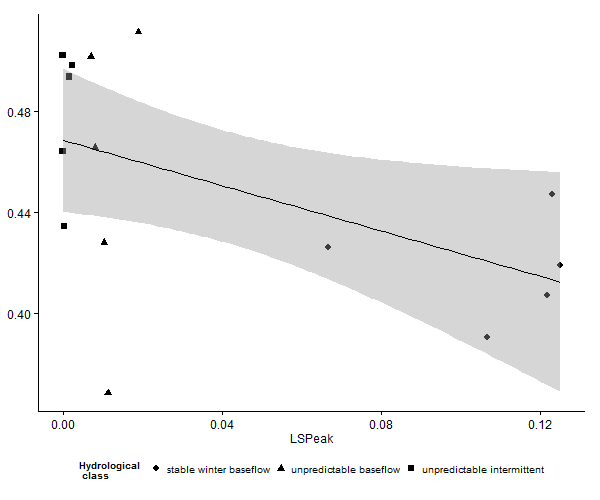 0.48
0.44
0.40
0.00 0.04 0.08 0.12
LSPeak
Hydrological
class
stable winter baseflow unpredictable baseflow unpredictable intermittent